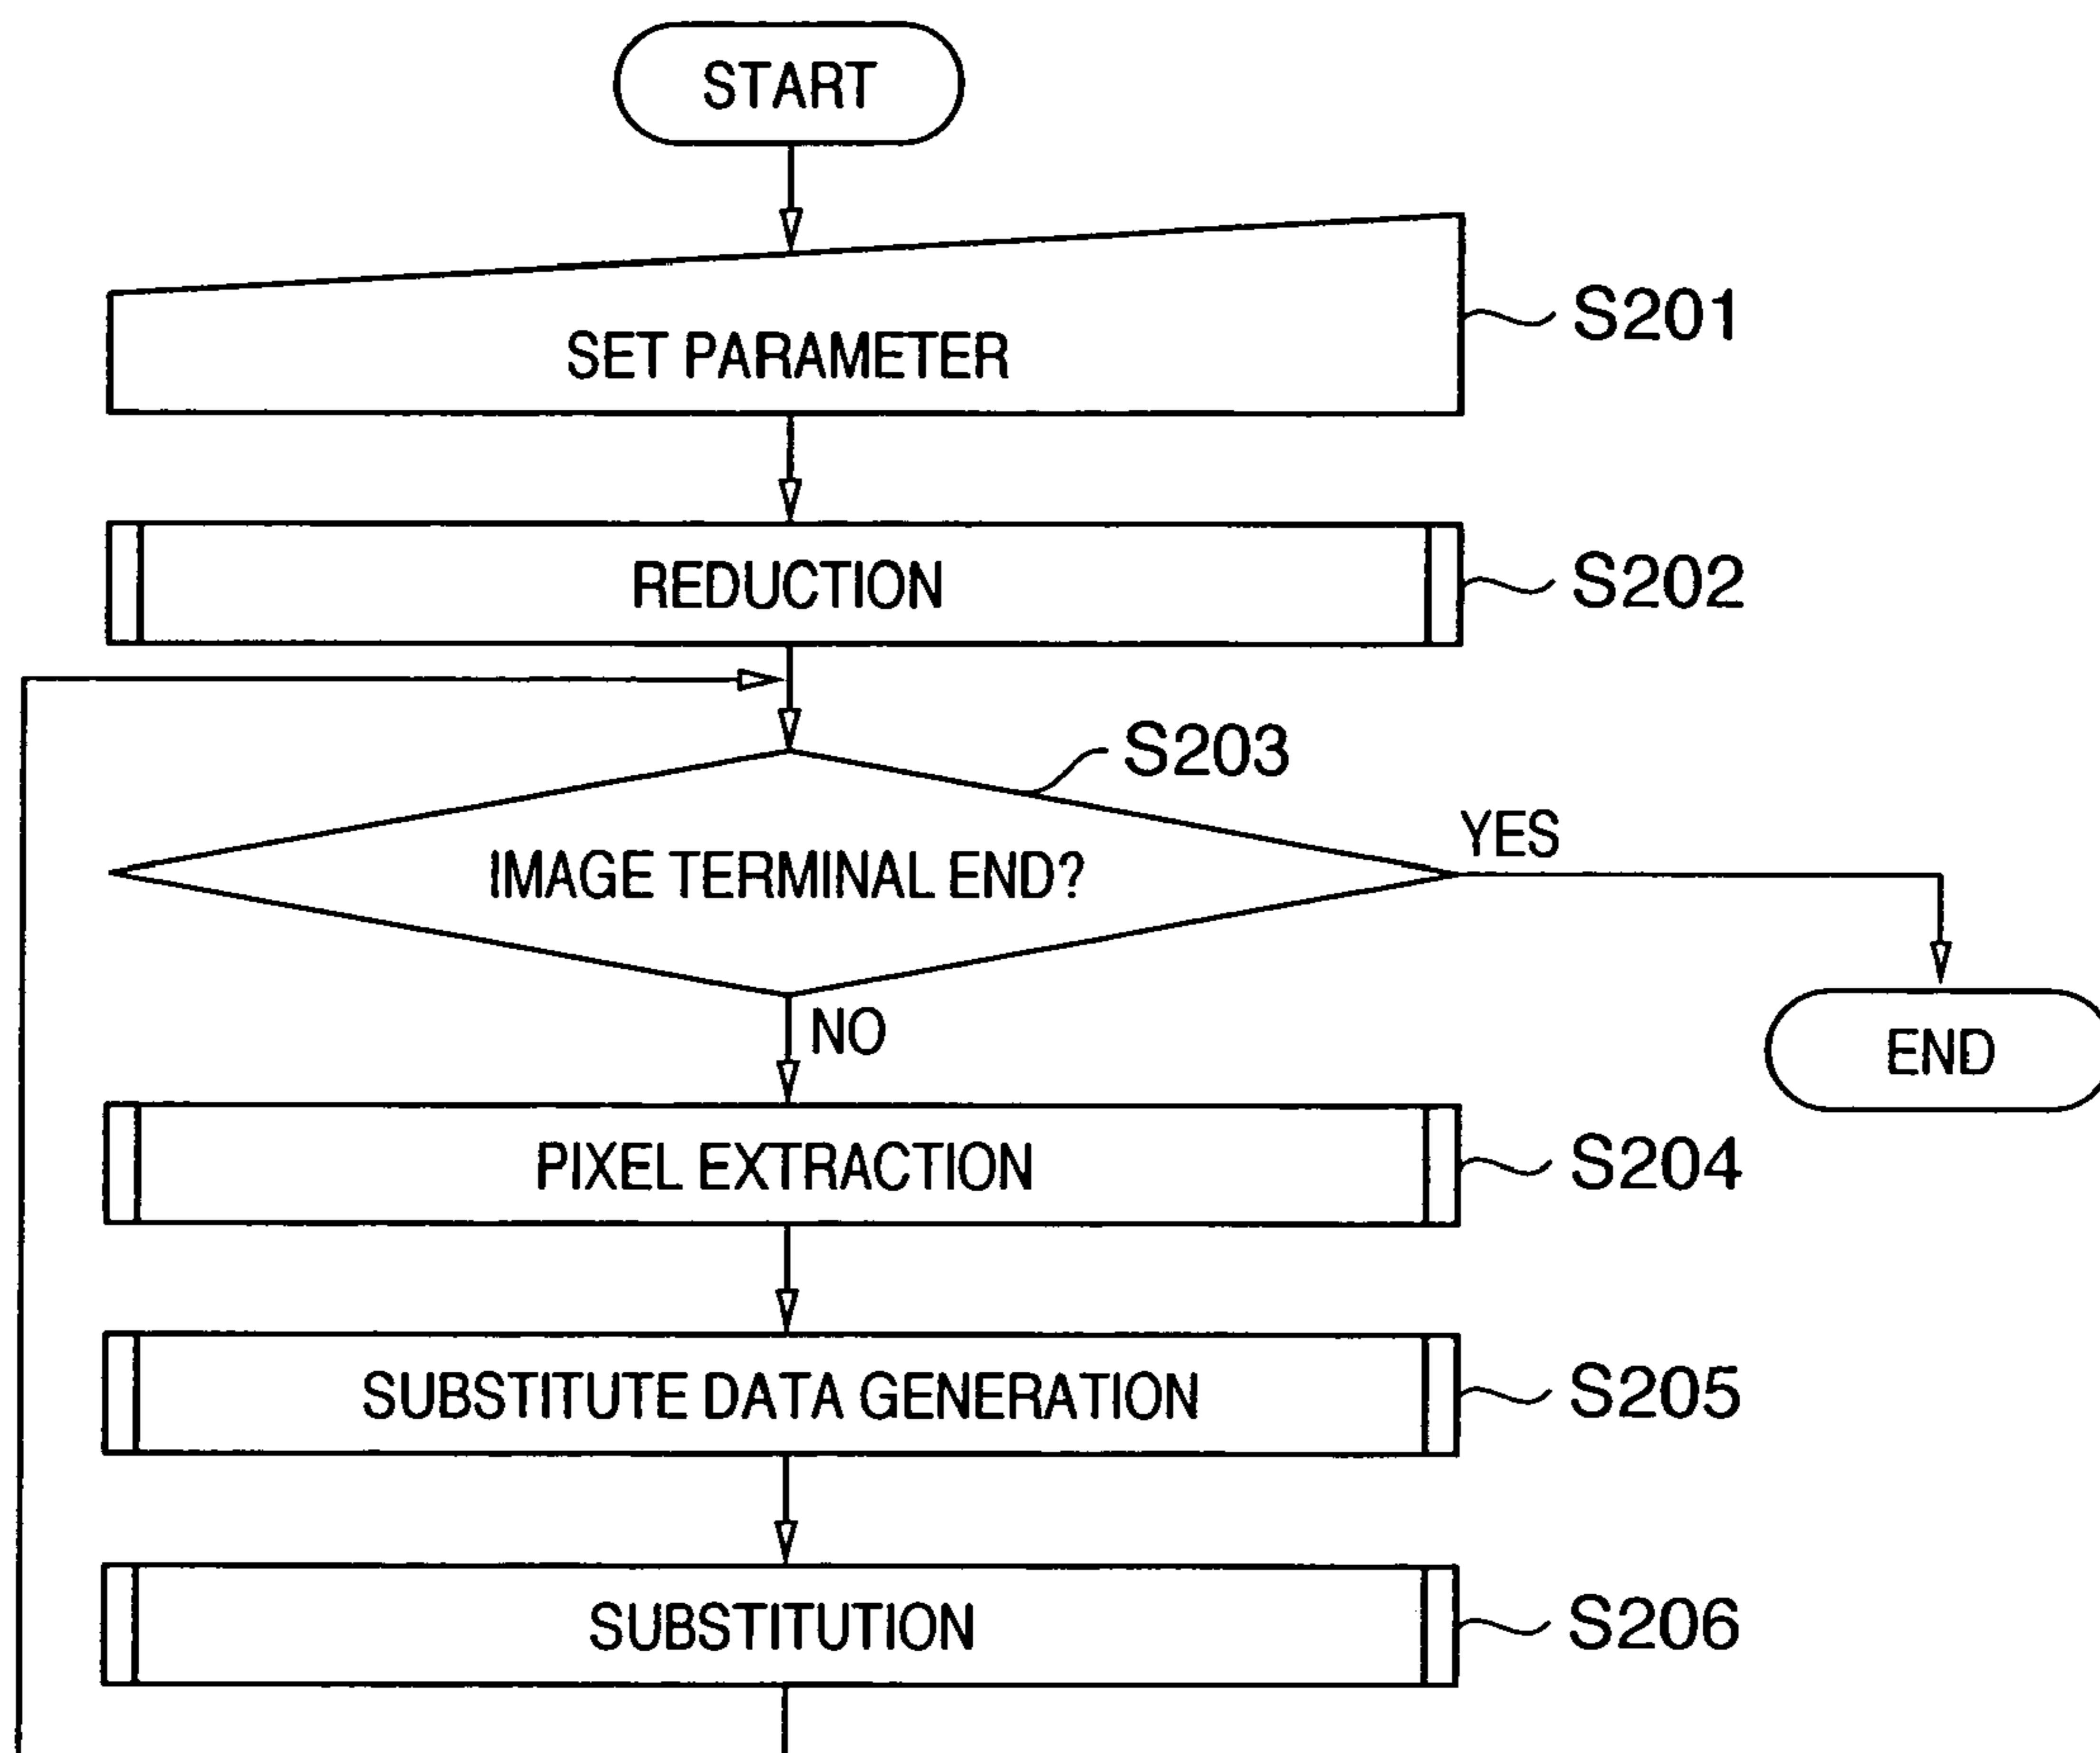 START
SET PARAMETER
S201
REDUCTION
S202
S203
IMAGE TERMINAL END?
YES
NO
END
PIXEL EXTRACTION
S204
SUBSTITUTE DATA GENERATION
S205
SUBSTITUTION
S206